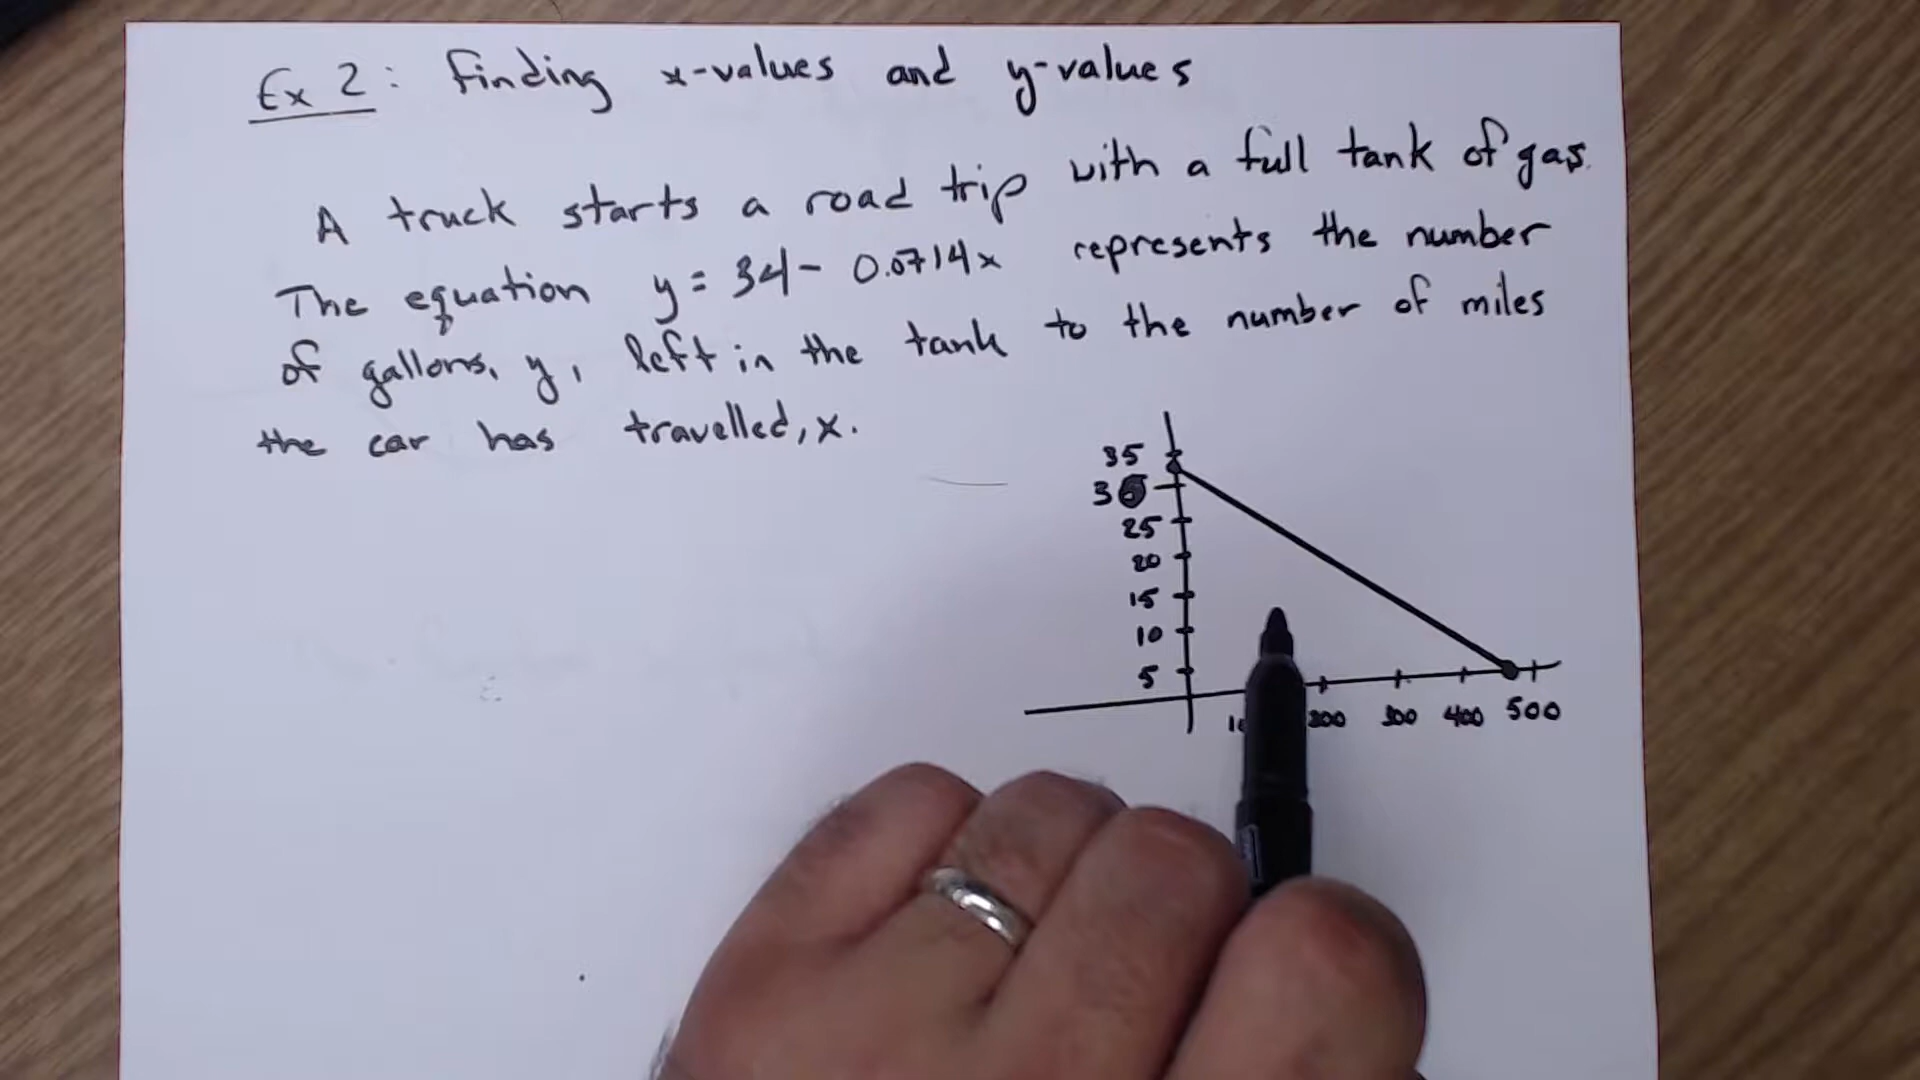 Ex 2: Finding x-values and y-values
A truck starts a road trip with a full tank of gas.
The equation y = 34 - 0.0714x represents the number
of gallons, y, left in the tank to the number of miles
the car has travelled, x.
35
30
25
20
15
10
5
200 300 400 500